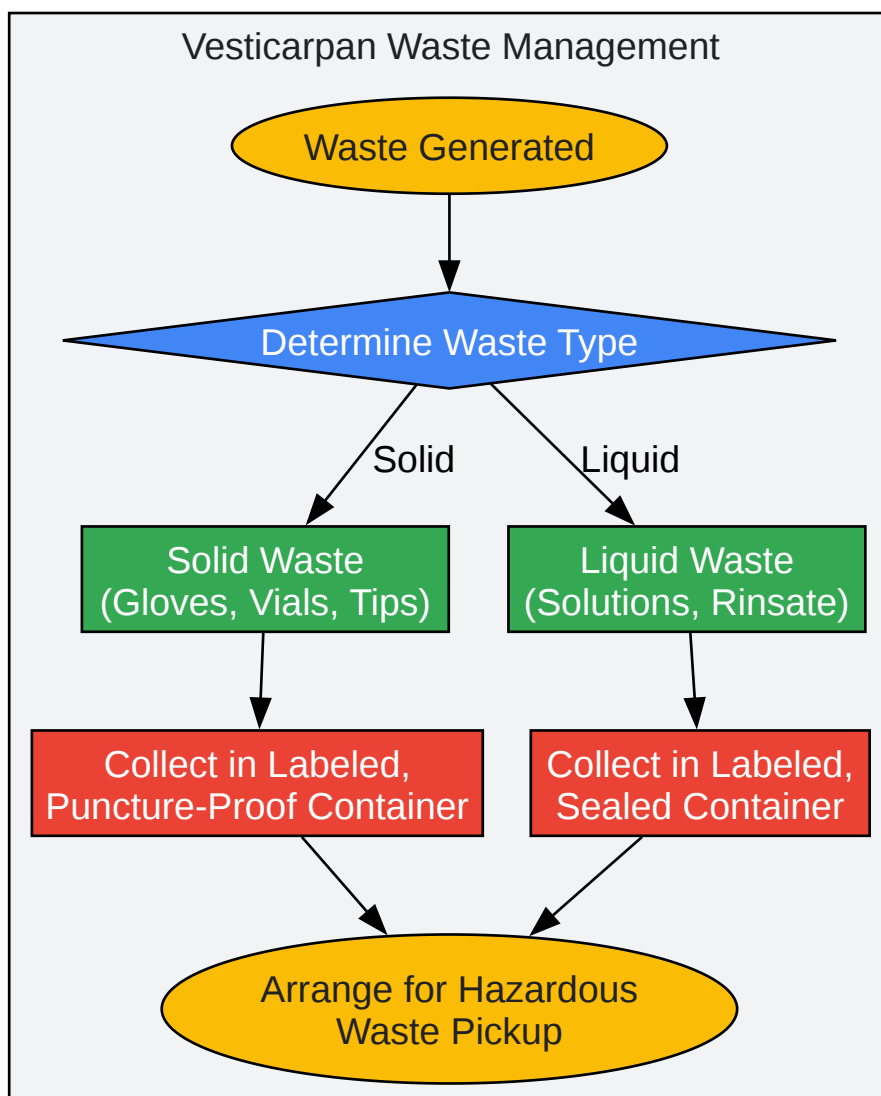 Vesticarpan Waste Management
Waste Generated
Determine Waste Type
Solid
Liquid
Solid Waste
(Gloves, Vials, Tips)
Liquid Waste
(Solutions, Rinsate)
Collect in Labeled,
Puncture-Proof Container
Collect in Labeled,
Sealed Container
Arrange for Hazardous
Waste Pickup